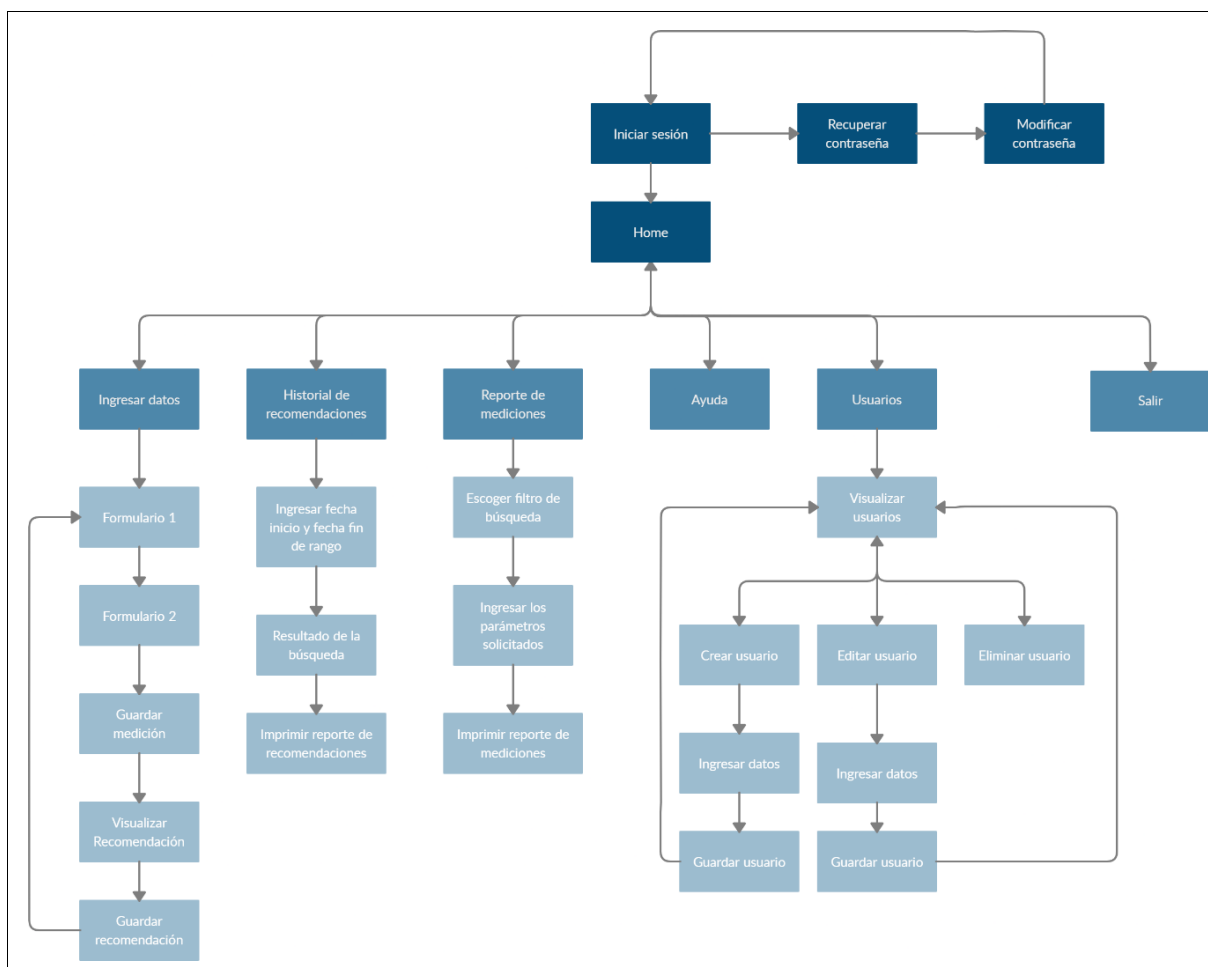 Iniciar sesión
Recuperar
contraseña
Modificar
contraseña
Home
Ingresar datos
Historial de
recomendaciones
Reporte de
mediciones
Ayuda
Usuarios
Salir
Formulario 1
Formulario 2
Guardar
medición
Visualizar
Recomendación
Guardar
recomendación
Ingresar fecha
inicio y fecha fin
de rango
Resultado de la
búsqueda
Imprimir reporte de
recomendaciones
Escoger filtro de
búsqueda
Ingresar los
parámetros
solicitados
Imprimir reporte de
mediciones
Visualizar
usuarios
Crear usuario
Ingresar datos
Guardar usuario
Editar usuario
Ingresar datos
Guardar usuario
Eliminar usuario